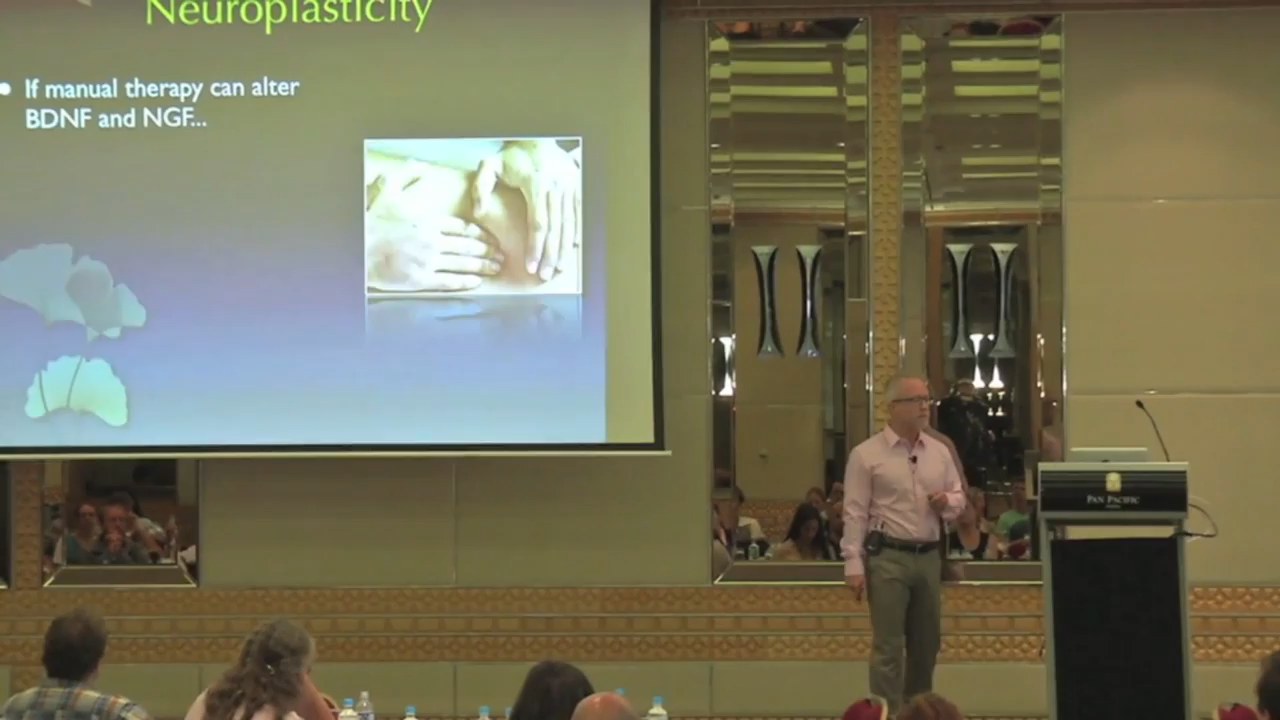 Neuroplasticity
• If manual therapy can alter
BDNF and NGF...
PAN PACIFIC